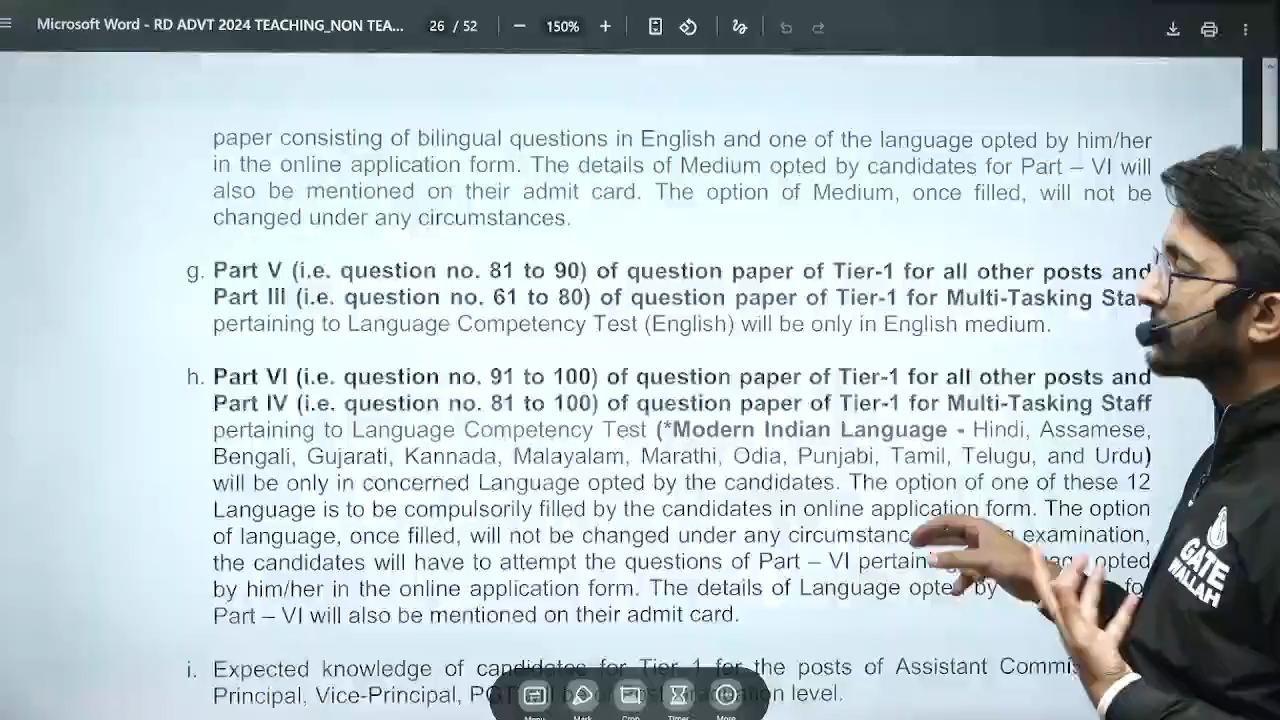 Microsoft Word - RD ADVT 2024 TEACHING_NON TEA...
26 / 52
150%
paper consisting of bilingual questions in English and one of the language opted by him/her
in the online application form. The details of Medium opted by candidates for Part – VI will
also be mentioned on their admit card. The option of Medium, once filled, will not be
changed under any circumstances.
g. Part V (i.e. question no. 81 to 90) of question paper of Tier-1 for all other posts and
Part III (i.e. question no. 61 to 80) of question paper of Tier-1 for Multi-Tasking
pertaining to Language Competency Test (English) will be only in English medium.
h. Part VI (i.e. question no. 91 to 100) of question paper of Tier-1 for all other posts and
Part IV (i.e. question no. 81 to 100) of question paper of Tier-1 for Multi-Tasking Staff
pertaining to Language Competency Test (*Modern Indian Language - Hindi, Assamese,
Bengali, Gujarati, Kannada, Malayalam, Marathi, Odia, Punjabi, Tamil, Telugu, and Urdu)
will be only in concerned Language opted by the candidates. The option of one of these 12
Language is to be compulsorily filled by the candidates in online application form. The option
of language, once filled, will not be changed under any examination,
the candidates will have to attempt the questions of Part – VI opted
by him/her in the online application form. The details of Language by
Part – VI will also be mentioned on their admit card.
i. Expected knowledge of candidates for Tier 1 for the posts of Assistant
Principal, Vice-Principal, level.
Menu
Mark
Crop
Timer
More
GATE
WALLAH